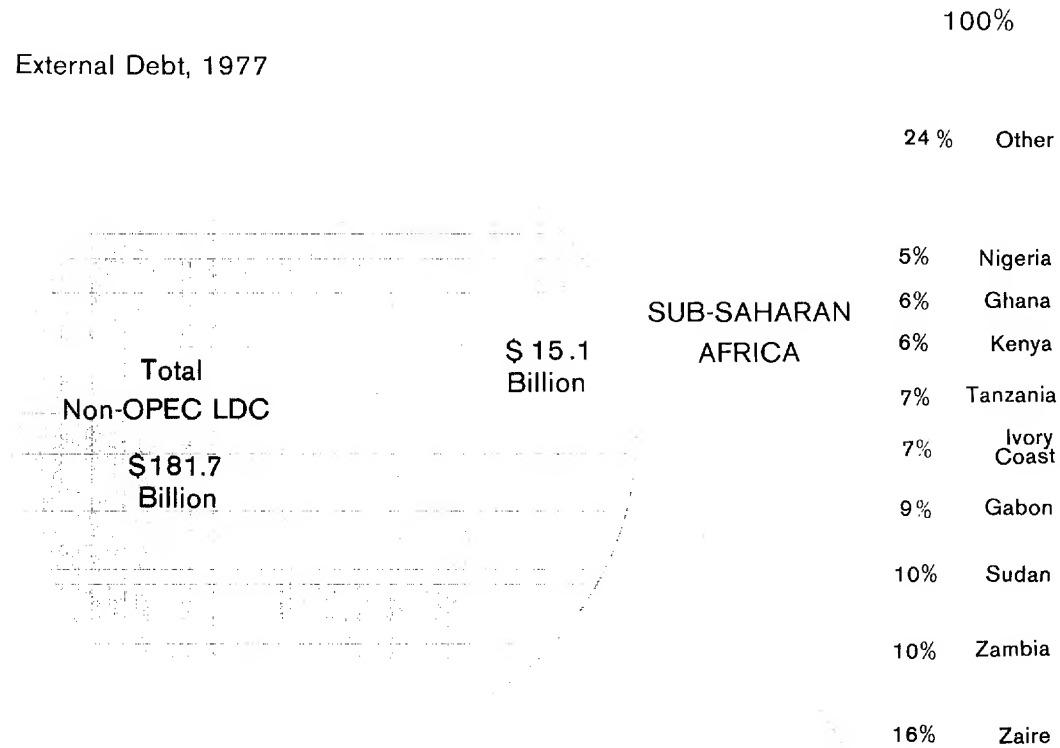 100%
External Debt, 1977
24 % Other
5% Nigeria
6% Ghana
6% Kenya
7% Tanzania
7% Ivory
Coast
9% Gabon
10% Sudan
10% Zambia
16% Zaire
SUB-SAHARAN
AFRICA
$ 15.1
Billion
Total
Non-OPEC LDC
$181.7
Billion